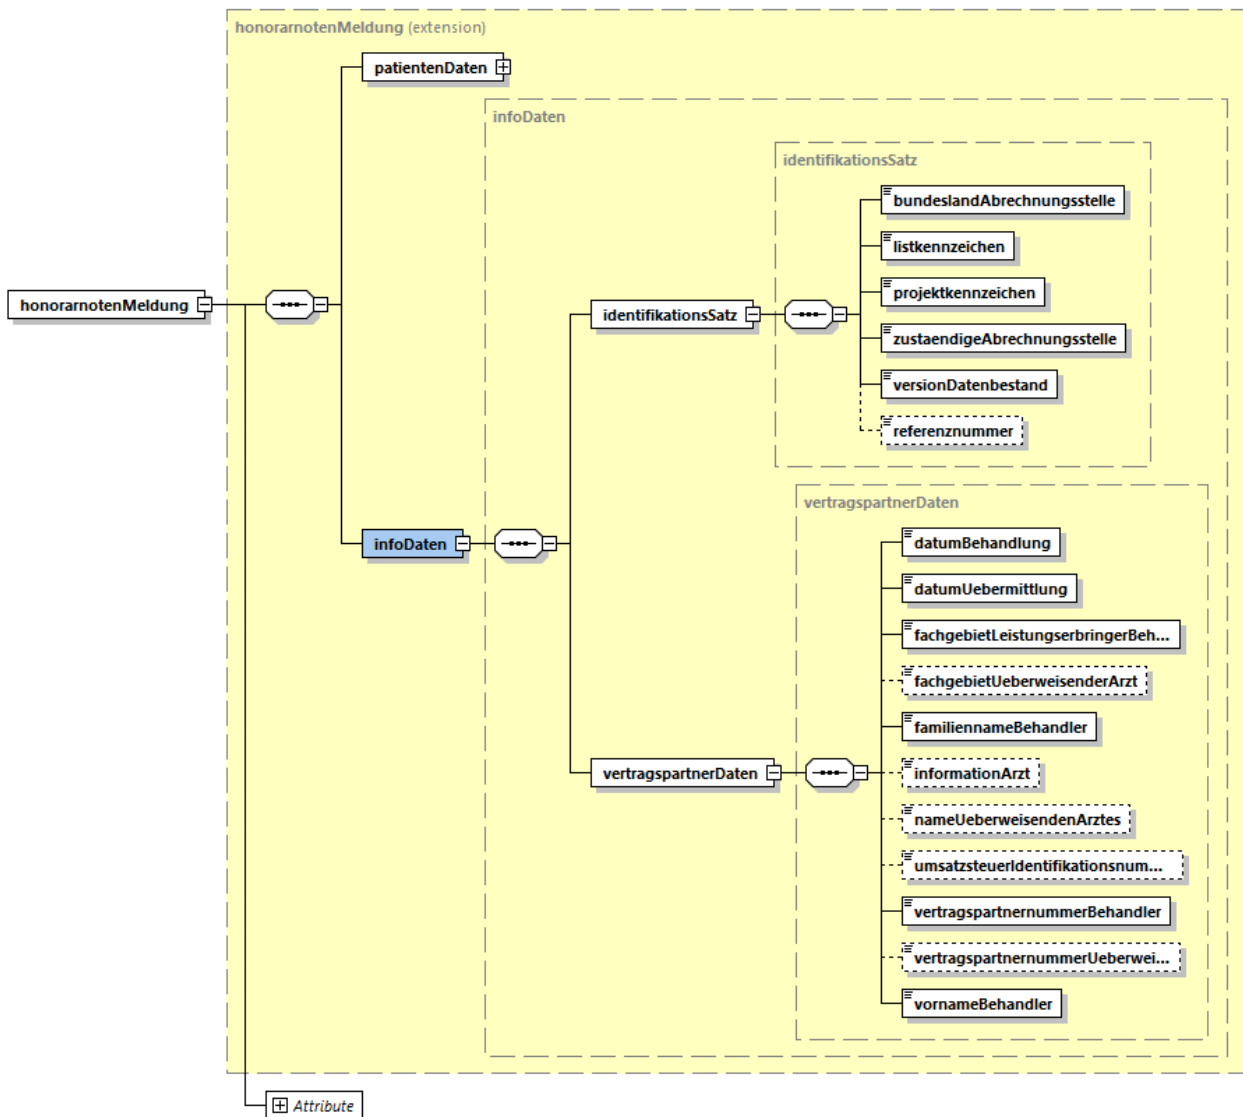 honorarnotenMeldung (extension)
patientenDaten
infoDaten
identifikationsSatz
bundeslandAbrechnungsstelle
listkennzeichen
projektkennzeichen
honorarnotenMeldung
identifikationsSatz
zustaendigeAbrechnungsstelle
versionDatenbestand
referenznummer
vertragspartnerDaten
infoDaten
datumBehandlung
datumUebermittlung
fachgebietLeistungserbringerBeh...
fachgebietUeberweisenderArzt
familiennameBehandler
vertragspartnerDaten
informationArzt
nameUeberweisendenArztes
umsatzsteuerIdentifikationsnum...
vertragspartnernummerBehandler
vertragspartnernummerUeberwei...
vornameBehandler
Attribute